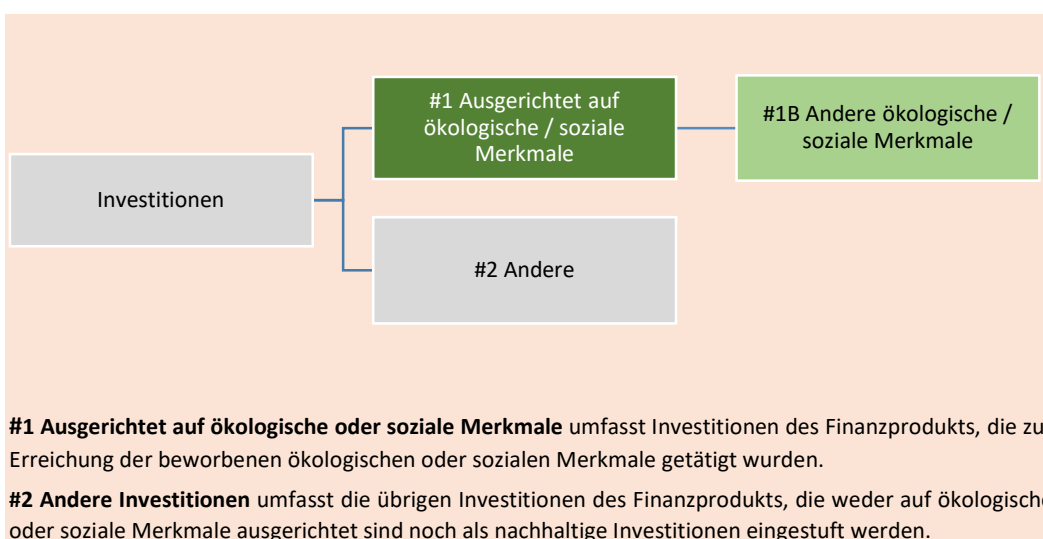 #1 Ausgerichtet auf
ökologische / soziale
Merkmale
#1B Andere ökologische /
soziale Merkmale
Investitionen
#2 Andere
#1 Ausgerichtet auf ökologische oder soziale Merkmale umfasst Investitionen des Finanzprodukts, die zu
Erreichung der beworbenen ökologischen oder sozialen Merkmale getätigt wurden.
#2 Andere Investitionen umfasst die übrigen Investitionen des Finanzprodukts, die weder auf ökologische
oder soziale Merkmale ausgerichtet sind noch als nachhaltige Investitionen eingestuft werden.